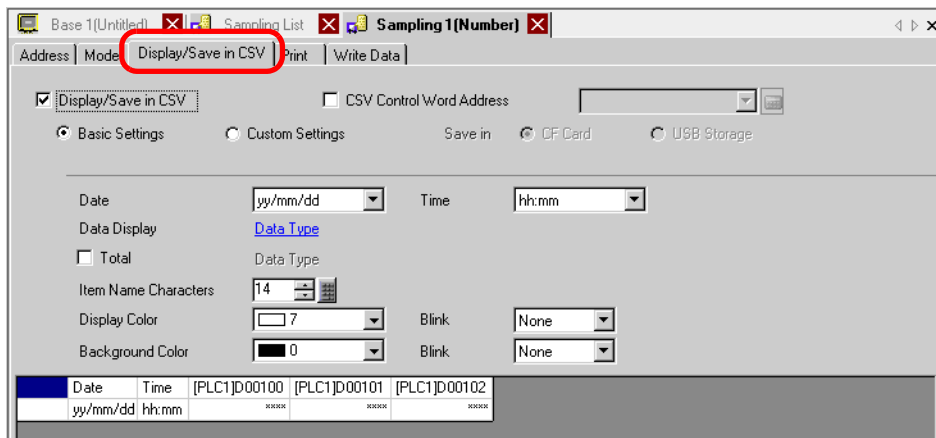 Base 1(Untitled) Sampling List Sampling 1(Number)
Address Mode Display/Save in CSV Print Write Data
Display/Save in CSV CSV Control Word Address
Basic Settings Custom Settings Save in CF Card USB Storage
Date yy/mm/dd Time hh:mm
Data Display Data Type
Total Data Type
Item Name Characters 14
Display Color 7 Blink None
Background Color 0 Blink None
Date Time [PLC1]D00100 [PLC1]D00101 [PLC1]D00102
yy/mm/dd hh:mm **** **** ****